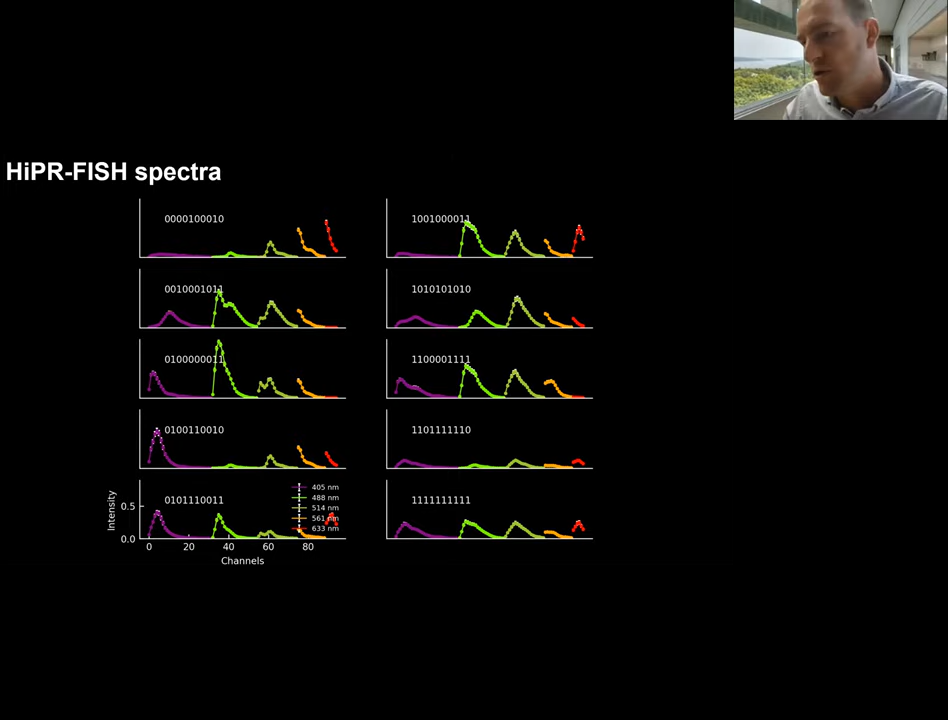 HiPR-FISH spectra
0000100010
1001000011
0010001011
1010101010
0100000011
1100001111
0100110010
1101111110
0101110011
1111111111
405 nm
488 nm
514 nm
561 nm
633 nm
Intensity
0.5
0.0
0 20 40 60 80
Channels